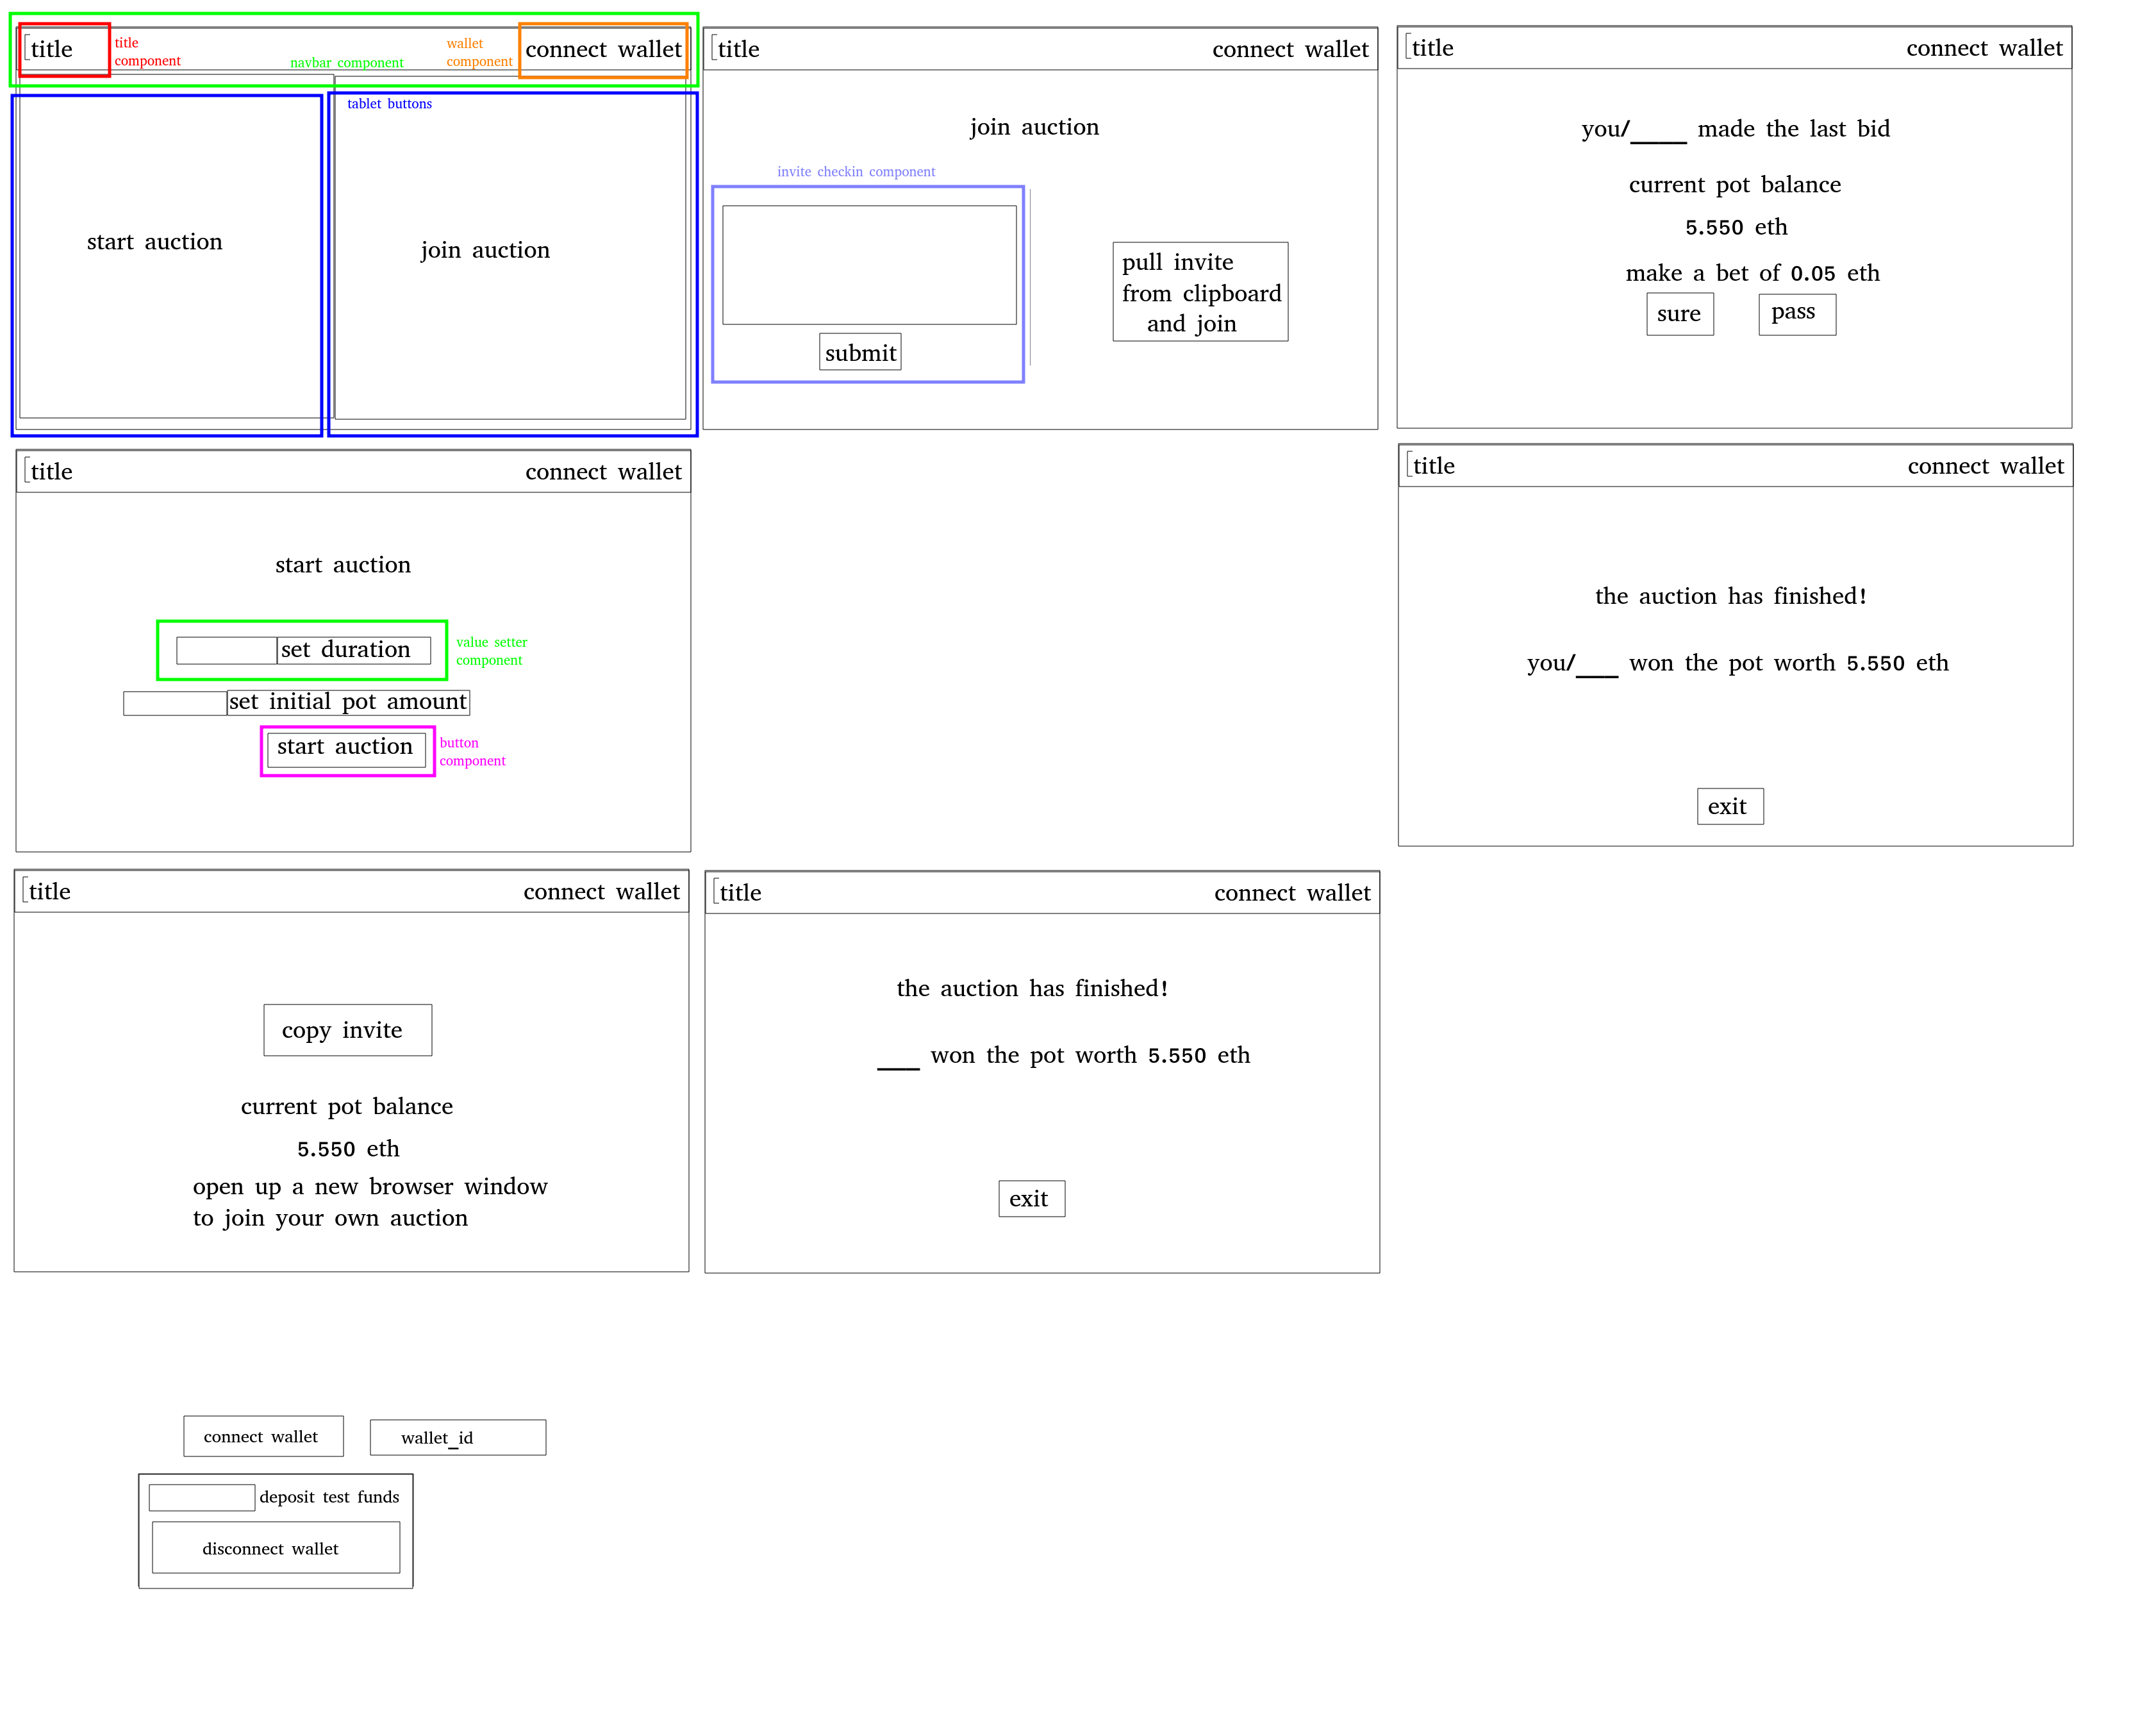 title
title
component
navbar component
wallet
component
connect wallet
tablet buttons
start auction
join auction
title
connect wallet
join auction
invite checkin component
submit
pull invite
from clipboard
and join
title
connect wallet
you/____ made the last bid
current pot balance
5.550 eth
make a bet of 0.05 eth
sure
pass
title
connect wallet
start auction
set duration
value setter
component
set initial pot amount
start auction
button
component
title
connect wallet
the auction has finished!
you/___ won the pot worth 5.550 eth
exit
title
connect wallet
copy invite
current pot balance
5.550 eth
open up a new browser window
to join your own auction
title
connect wallet
the auction has finished!
___ won the pot worth 5.550 eth
exit
connect wallet
wallet_id
deposit test funds
disconnect wallet